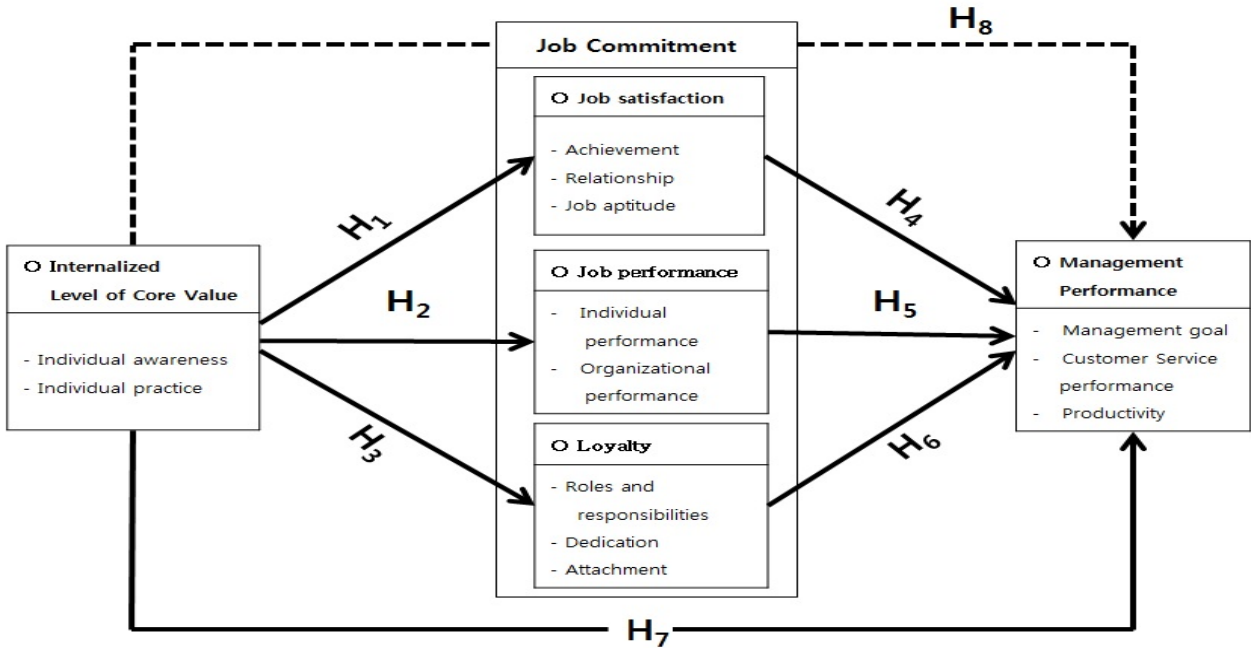 H₈
Job Commitment
O Job satisfaction
- Achievement
- Relationship
- Job aptitude
H₁
H₄
O Internalized
Level of Core Value
- Individual awareness
- Individual practice
H₂
O Job performance
- Individual
performance
- Organizational
performance
H₅
O Management
Performance
- Management goal
- Customer Service
performance
- Productivity
H₃
O Loyalty
- Roles and
responsibilities
- Dedication
- Attachment
H₆
H₇